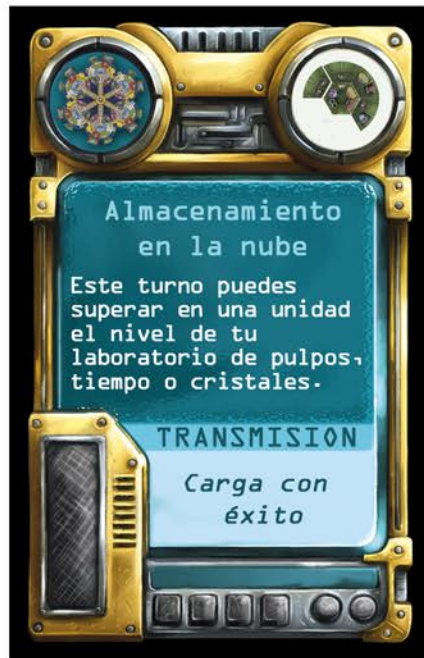 Almacenamiento
en la nube
Este turno puedes
superar en una unidad
el nivel de tu
laboratorio de pulpos,
tiempo o cristales.
TRANSMISION
Carga con
éxito